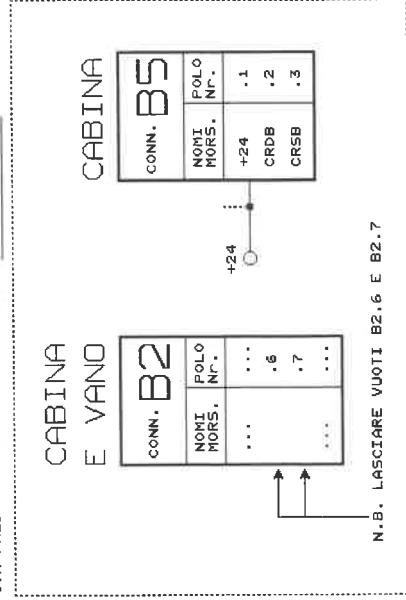 CABINA
E VANO
CONN. B2
NOMI MORS. POLO Nr.
... ...
.6
.7
... ...
N.B. LASCIARE VUOTI B2.6 E B2.7
CABINA
CONN. B5
NOMI MORS. POLO Nr.
+24 .1
CRDB .2
CRSB .3
+24